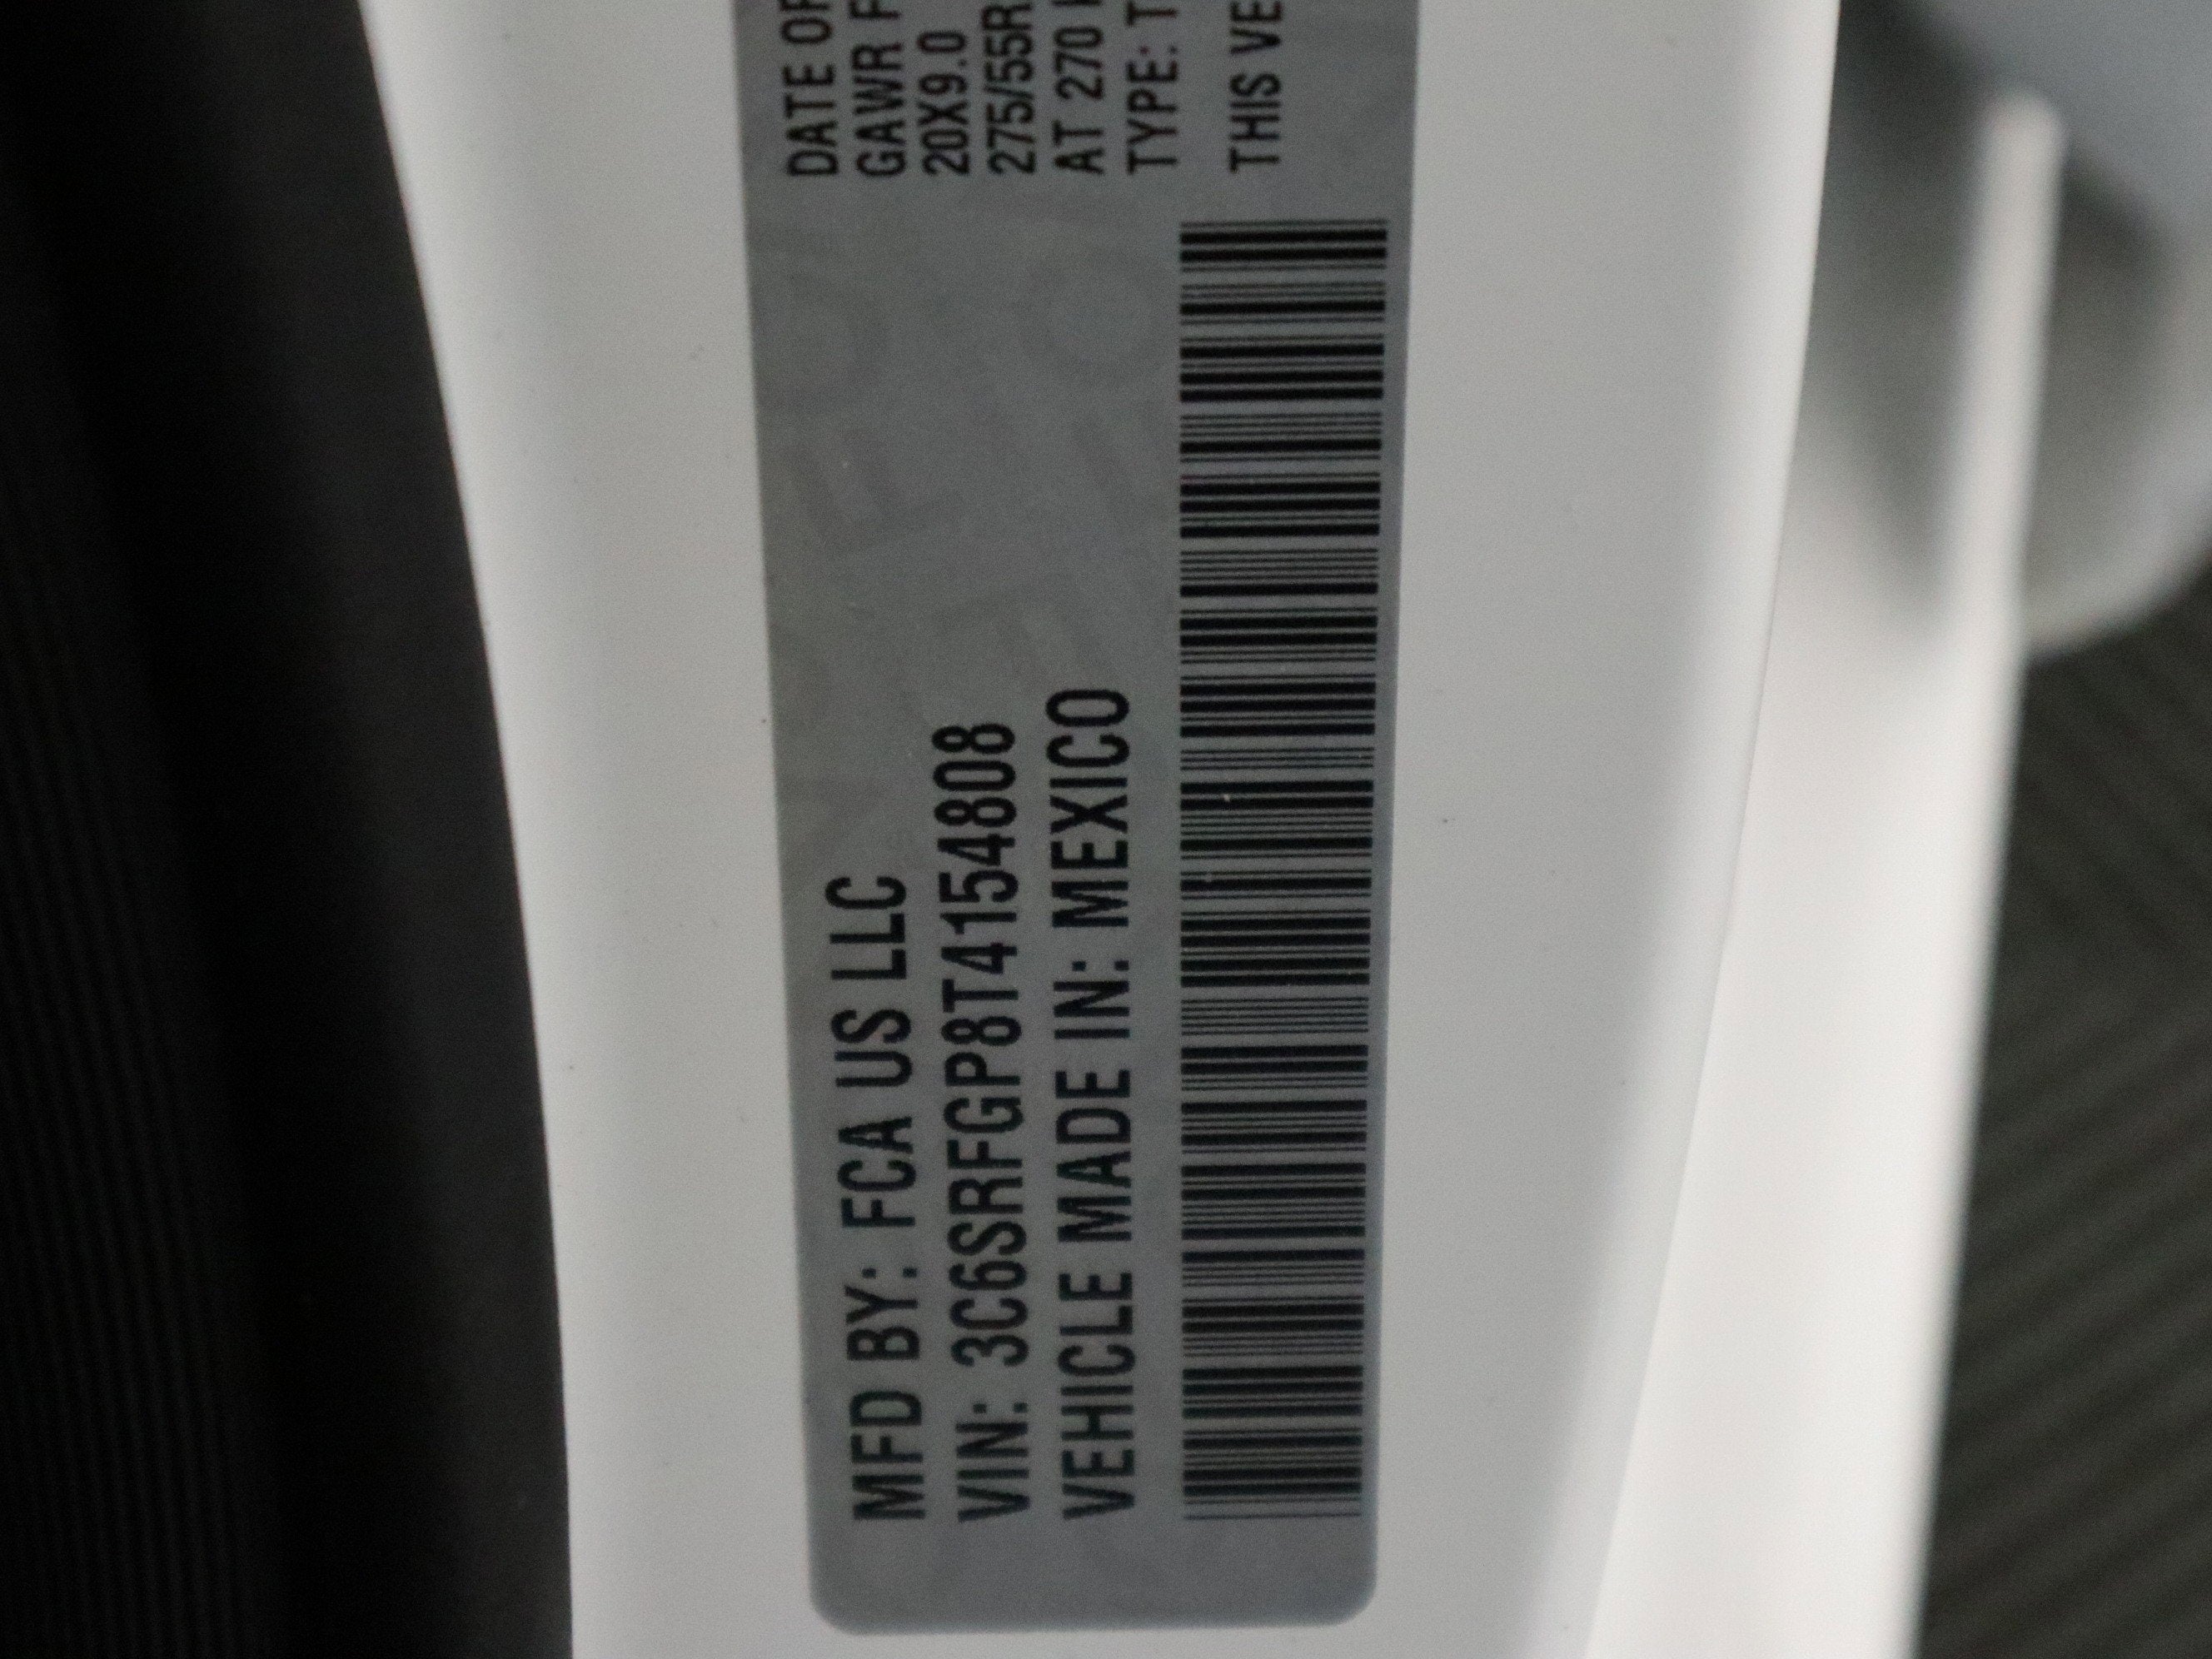 MFD BY: FCA US LLC
VIN: 3C6SRFGP8T4154808
VEHICLE MADE IN: MEXICO
DATE OF
GAWR F
20X9.0
275/55R
AT 270
TYPE: T
THIS VE